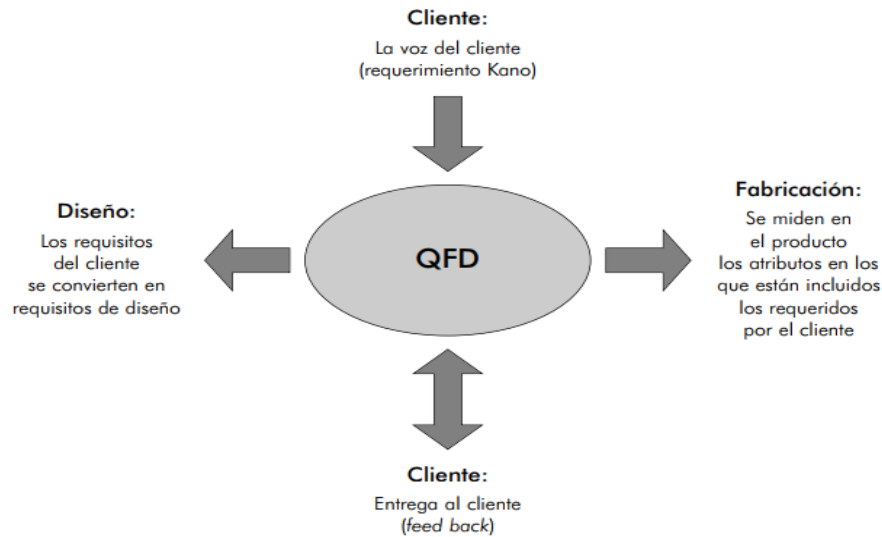 Cliente:
La voz del cliente
(requerimiento Kano)
Diseño:
Los requisitos
del cliente
se convierten en
requisitos de diseño
QFD
Fabricación:
Se miden en
el producto
los atributos en los
que están incluidos
los requeridos
por el cliente
Cliente:
Entrega al cliente
(feed back)